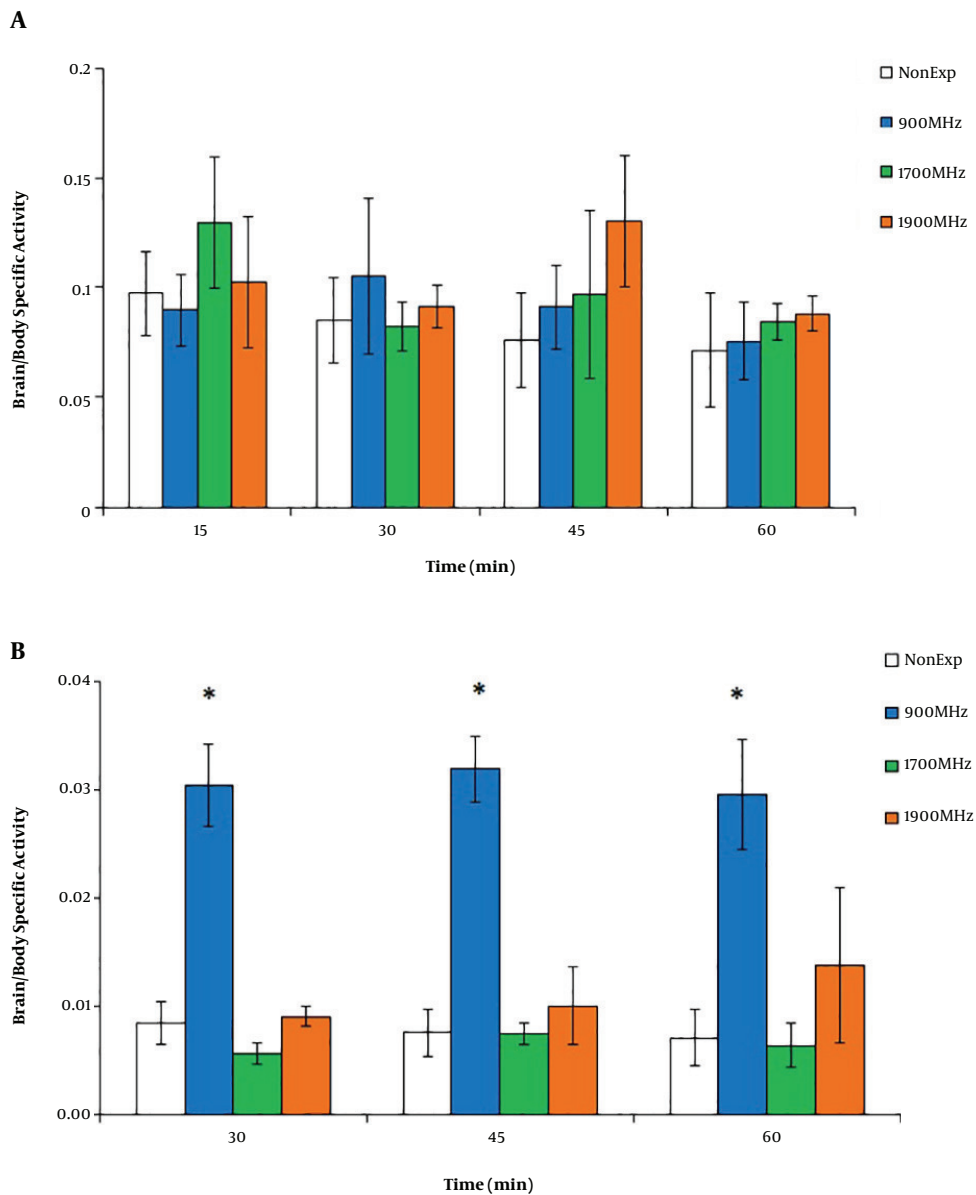 A
0.2
0.15
0.1
0.05
0
Brain/Body Specific Activity
15
30
45
60
Time (min)
NonExp
900MHz
1700MHz
1900MHz
B
0.04
0.03
0.02
0.01
0.00
Brain/Body Specific Activity
*
*
*
30
45
60
Time (min)
NonExp
900MHz
1700MHz
1900MHz